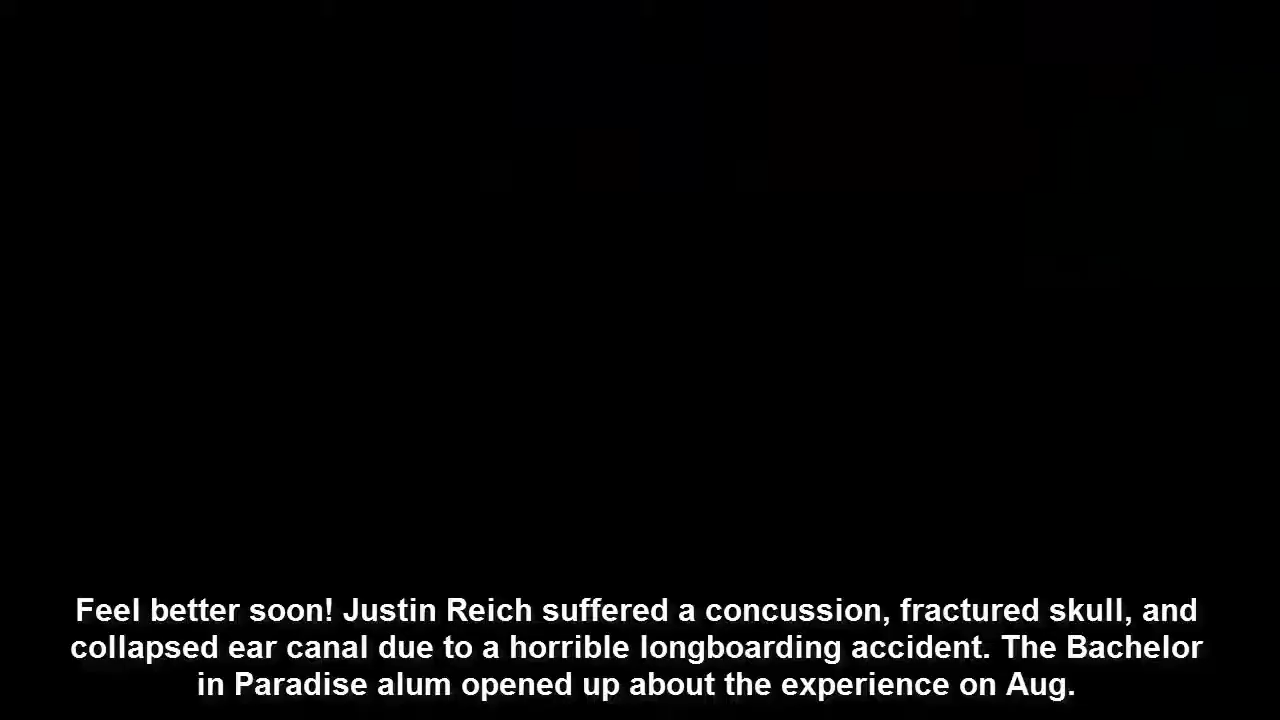 Feel better soon! Justin Reich suffered a concussion, fractured skull, and
collapsed ear canal due to a horrible longboarding accident. The Bachelor
in Paradise alum opened up about the experience on Aug.